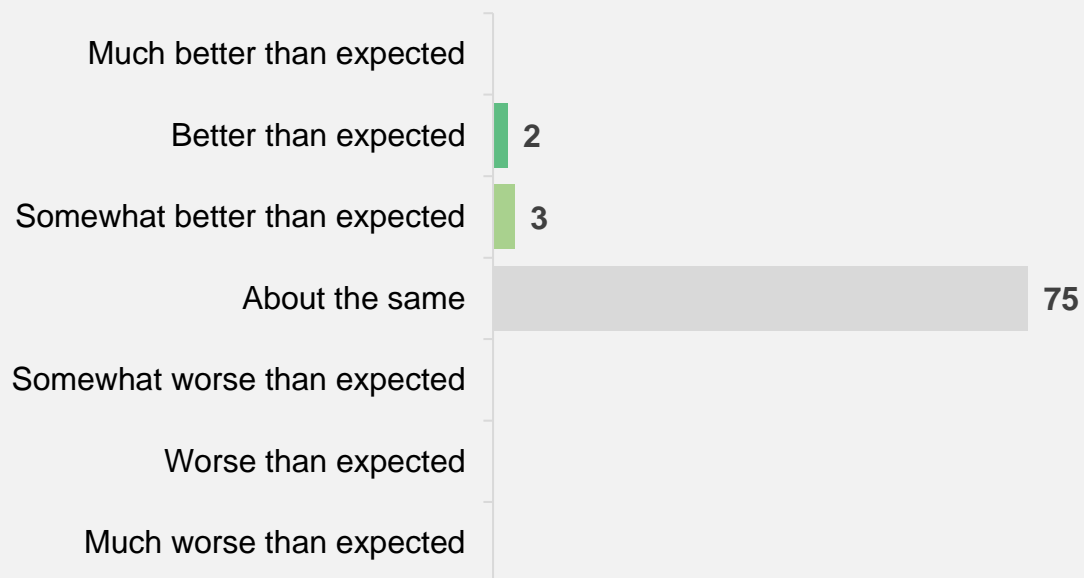 Much better than expected
Better than expected 2
Somewhat better than expected 3
About the same 75
Somewhat worse than expected
Worse than expected
Much worse than expected